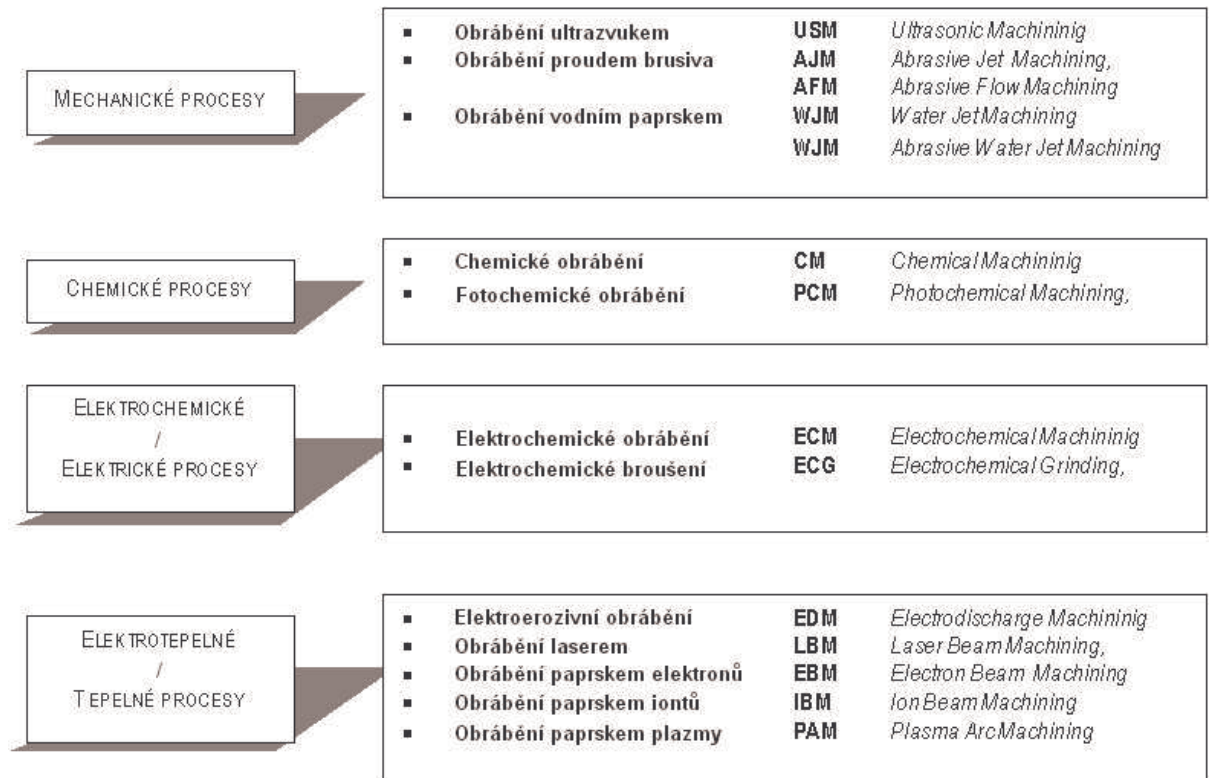 MECHANICKÉ PROCESY
▪ Obrábění ultrazvukem USM Ultrasonic Machininig
▪ Obrábění proudem brusiva AJM Abrasive Jet Machining,
AFM Abrasive Flow Machining
▪ Obrábění vodním paprskem WJM Water Jet Machining
WJM Abrasive Water Jet Machining
CHEMICKÉ PROCESY
▪ Chemické obrábění CM Chemical Machininig
▪ Fotochemické obrábění PCM Photochemical Machining,
ELEKTROCHEMICKÉ
/
ELEKTRICKÉ PROCESY
▪ Elektrochemické obrábění ECM Electrochemical Machininig
▪ Elektrochemické broušení ECG Electrochemical Grinding,
ELEKTROTEPELNÉ
/
TEPELNÉ PROCESY
▪ Elektroerozivní obrábění EDM Electrodischarge Machininig
▪ Obrábění laserem LBM Laser Beam Machining,
▪ Obrábění paprskem elektronů EBM Electron Beam Machining
▪ Obrábění paprskem iontů IBM Ion Beam Machining
▪ Obrábění paprskem plazmy PAM Plasma Arc Machining